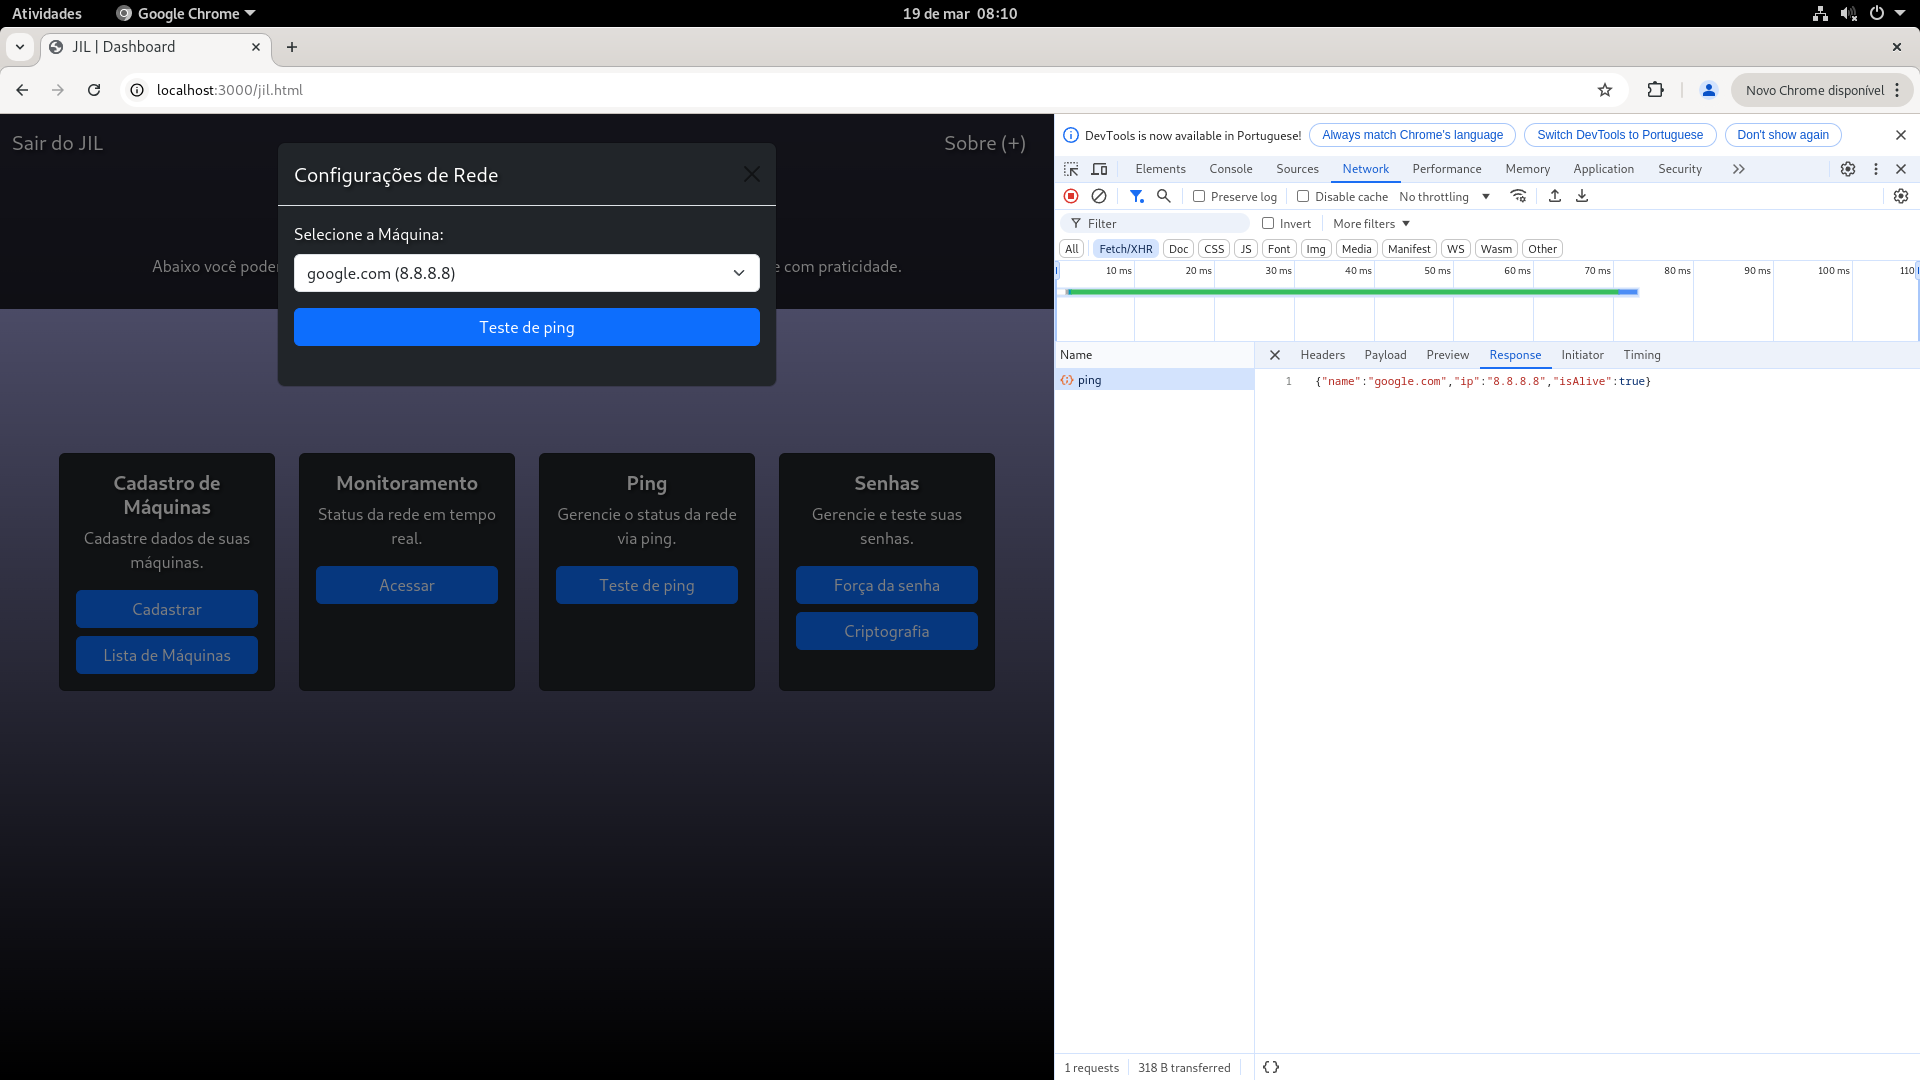 Atividades
Google Chrome
19 de mar 08:10
JIL | Dashboard
localhost:3000/jil.html
Novo Chrome disponível
Sair do JIL
Sobre (+)
Configurações de Rede
Selecione a Máquina:
Abaixo você poder
e com praticidade.
google.com (8.8.8.8)
Teste de ping
Cadastro de
Máquinas
Cadastre dados de suas
máquinas.
Cadastrar
Lista de Máquinas
Monitoramento
Status da rede em tempo
real.
Acessar
Ping
Gerencie o status da rede
via ping.
Teste de ping
Senhas
Gerencie e teste suas
senhas.
Força da senha
Criptografia
DevTools is now available in Portuguese!
Always match Chrome's language
Switch DevTools to Portuguese
Don't show again
Elements Console Sources Network Performance Memory Application Security
Preserve log Disable cache No throttling
Filter Invert More filters
All Fetch/XHR Doc CSS JS Font Img Media Manifest WS Wasm Other
10 ms 20 ms 30 ms 40 ms 50 ms 60 ms 70 ms 80 ms 90 ms 100 ms 110
Name
Headers Payload Preview Response Initiator Timing
ping
1 {"name":"google.com","ip":"8.8.8.8","isAlive":true}
1 requests 318 B transferred {}